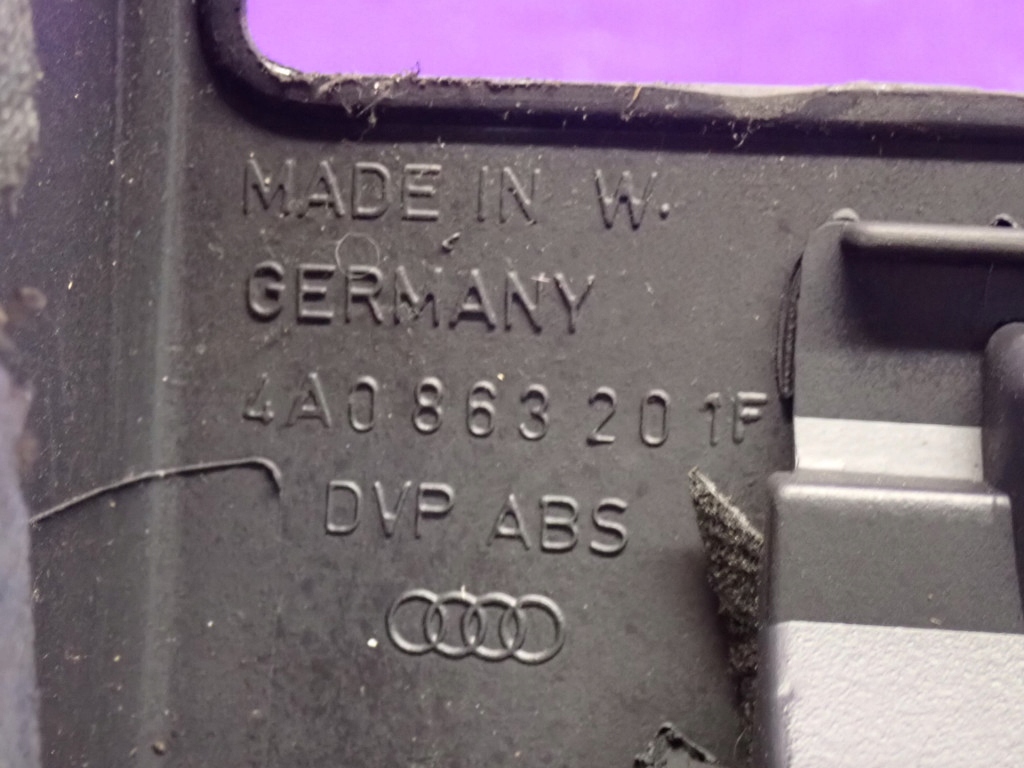 MADE IN W.
GERMANY
4A0 863 201F
DVP ABS